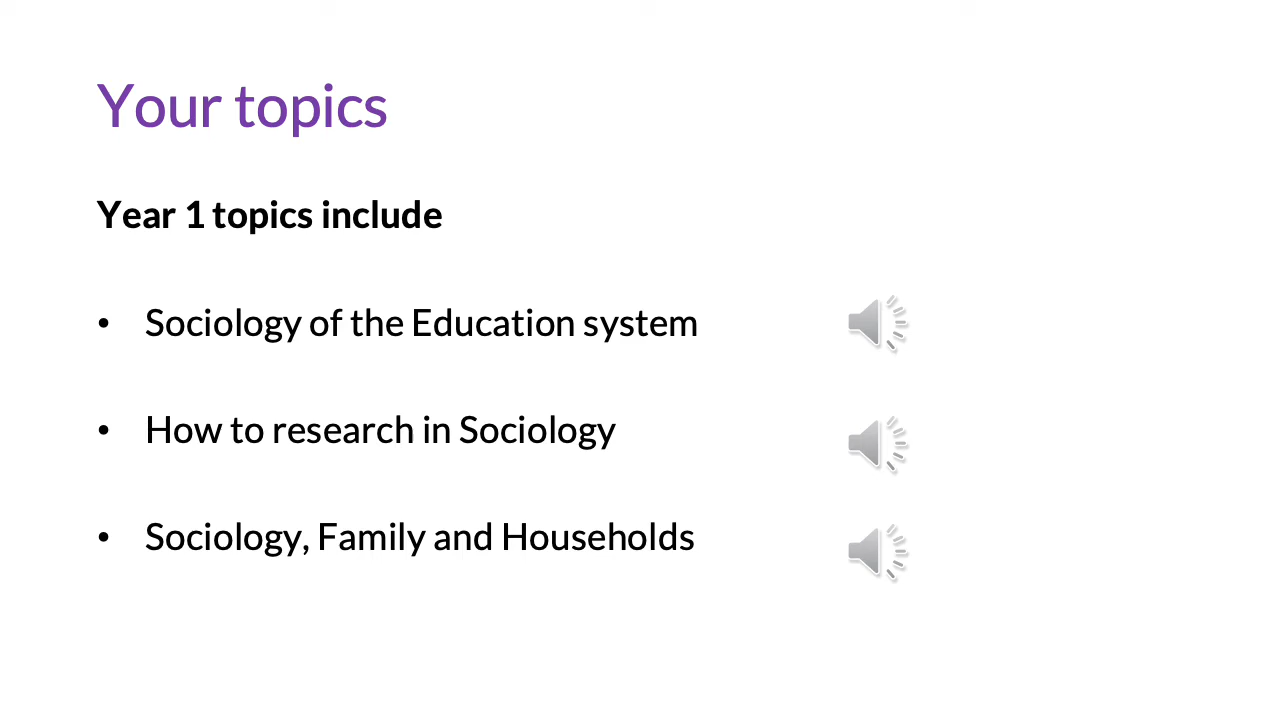 Your topics
Year 1 topics include
• Sociology of the Education system
• How to research in Sociology
• Sociology, Family and Households